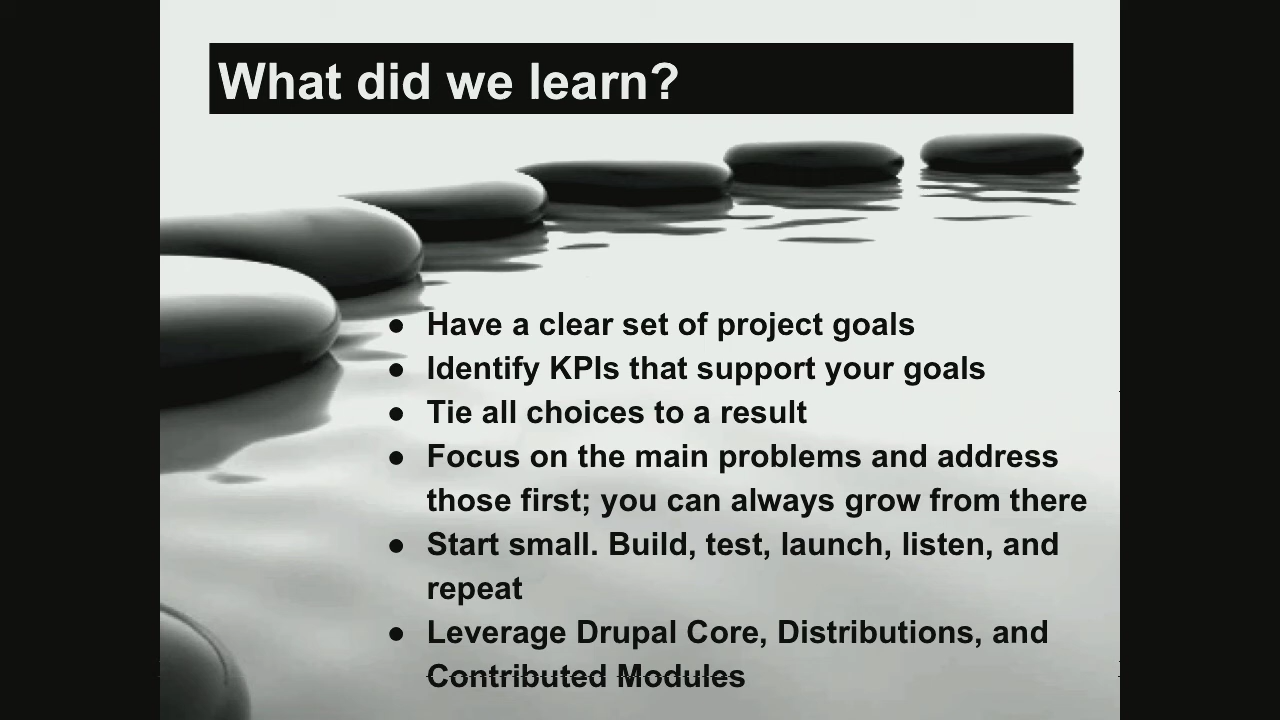 What did we learn?
● Have a clear set of project goals
● Identify KPIs that support your goals
● Tie all choices to a result
● Focus on the main problems and address
those first; you can always grow from there
● Start small. Build, test, launch, listen, and
repeat
● Leverage Drupal Core, Distributions, and
Contributed Modules